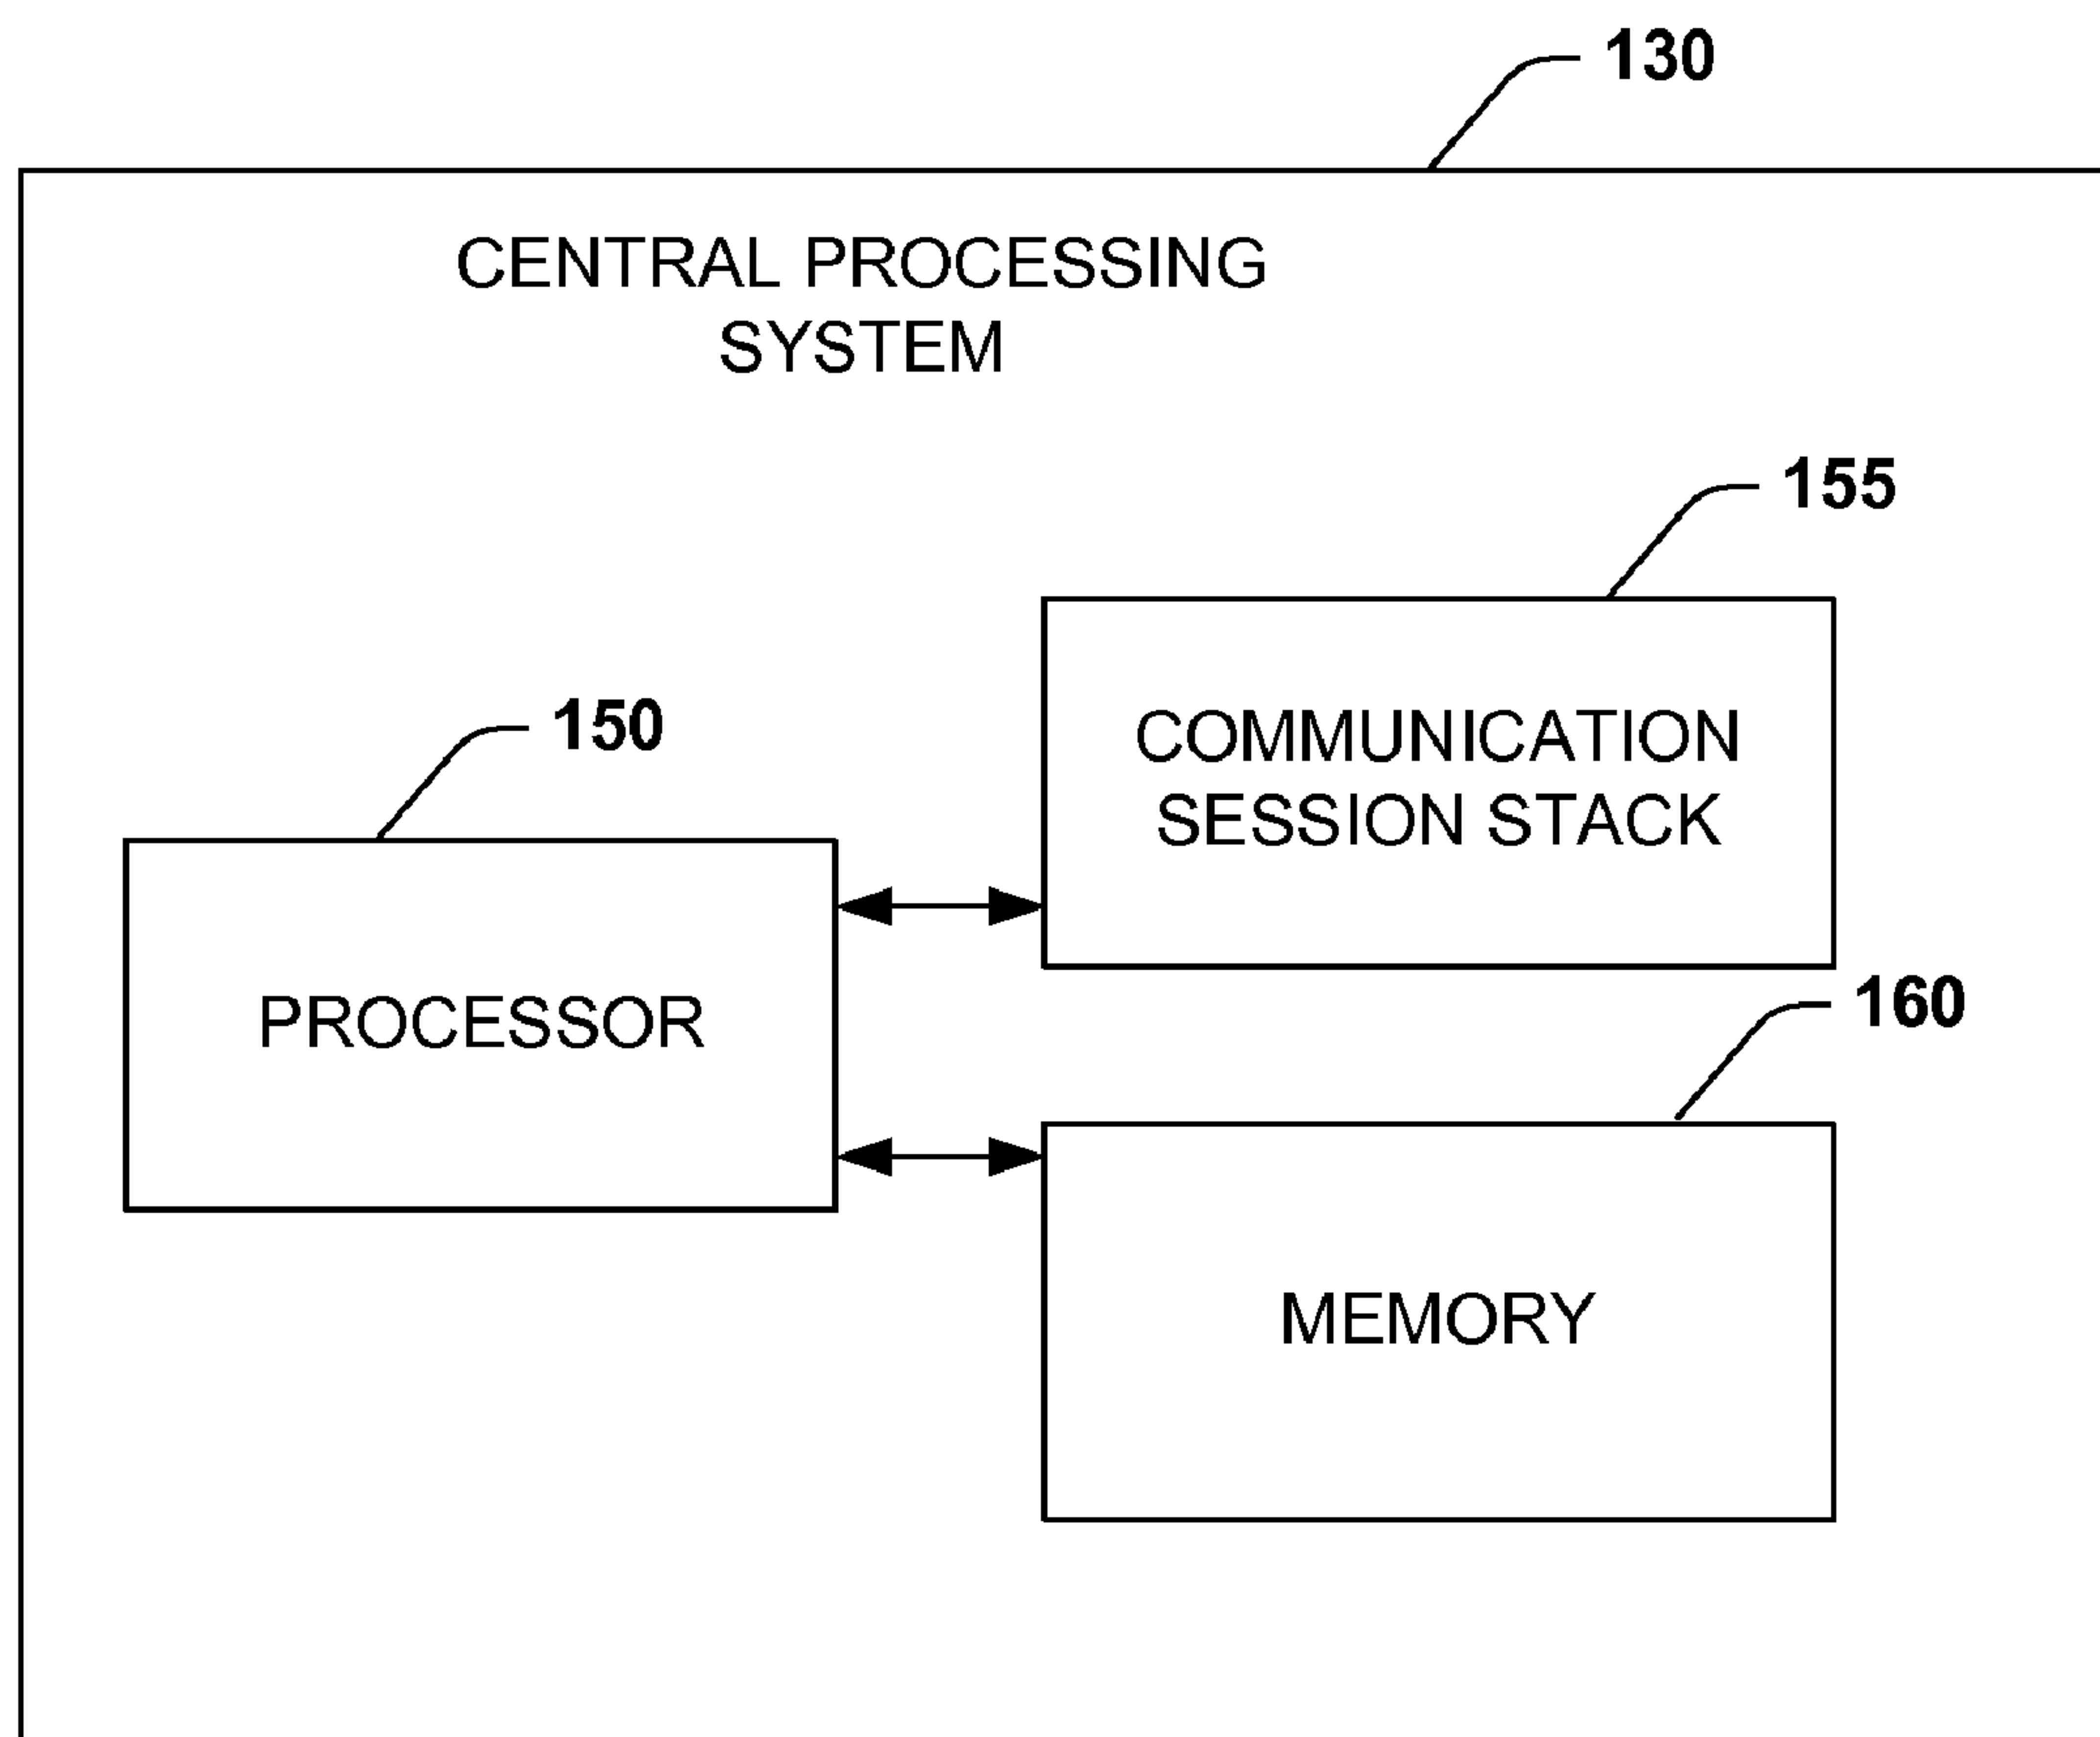 130
CENTRAL PROCESSING
SYSTEM
155
COMMUNICATION
SESSION STACK
150
PROCESSOR
160
MEMORY